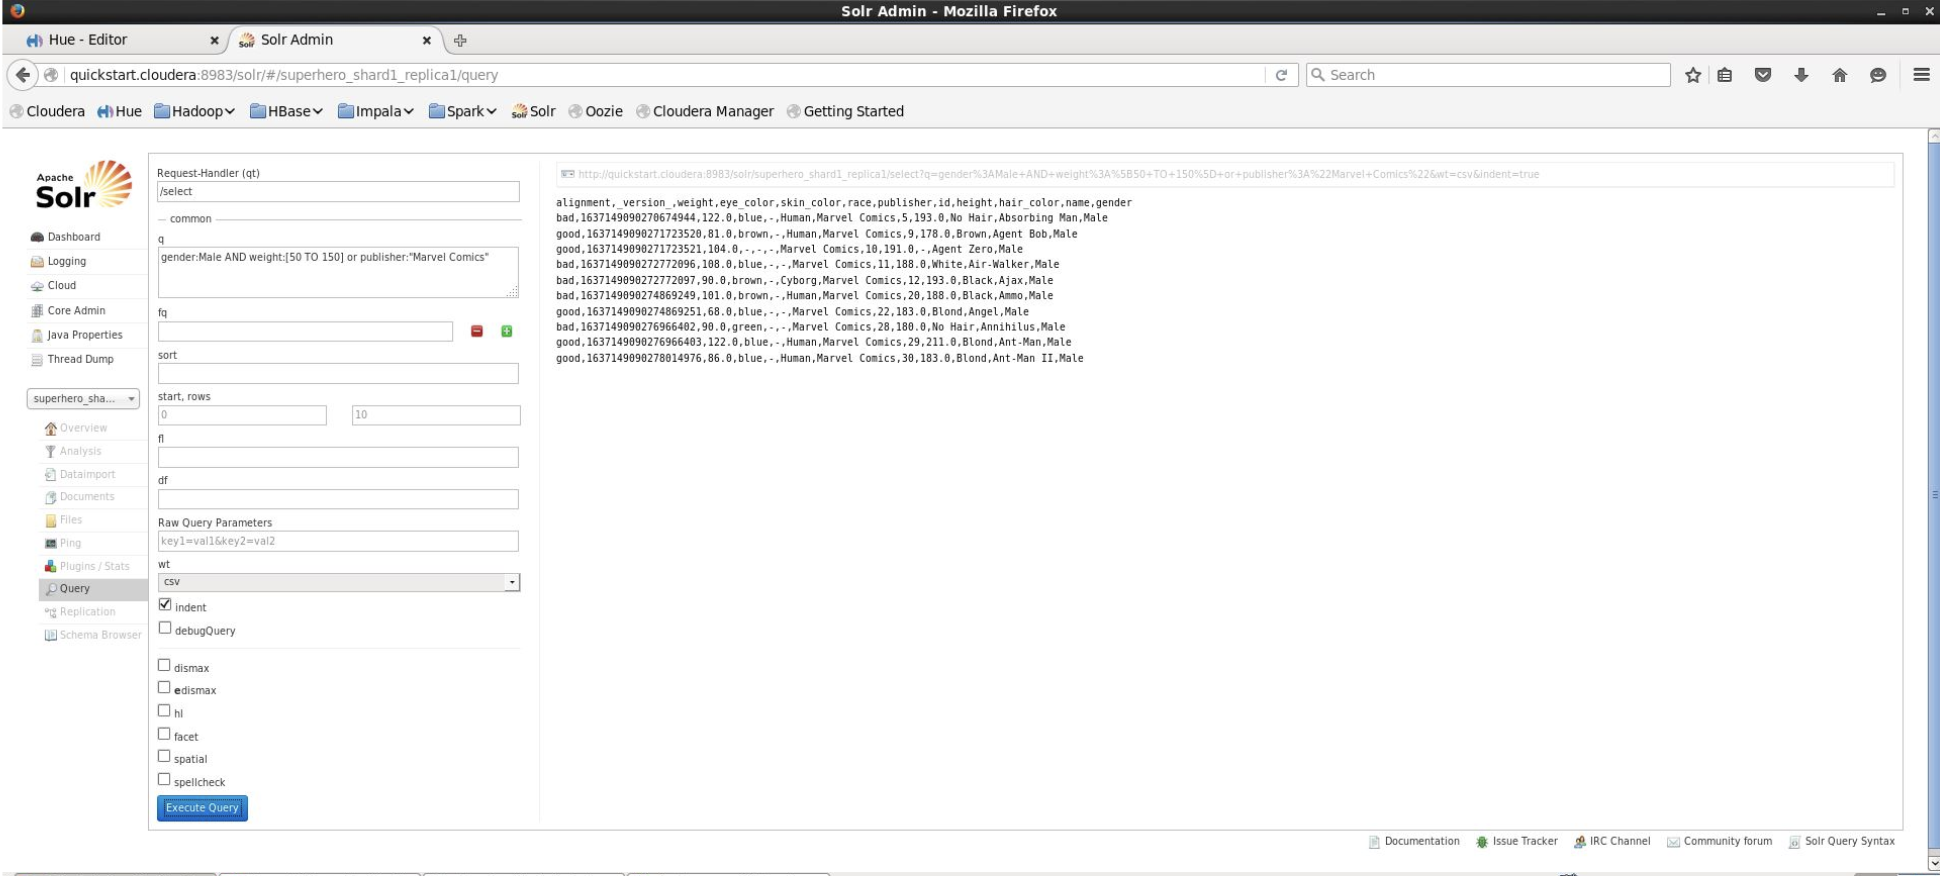 Solr Admin - Mozilla Firefox
Hue - Editor
Solr Admin
quickstart.cloudera:8983/solr/#/superhero_shard1_replica1/query
Search
Cloudera Hue Hadoop HBase Impala Spark Solr Oozie Cloudera Manager Getting Started
Apache
Solr
Dashboard
Logging
Cloud
Core Admin
Java Properties
Thread Dump
superhero_sha...
Overview
Analysis
Dataimport
Documents
Files
Ping
Plugins / Stats
Query
Replication
Schema Browser
Request-Handler (qt)
/select
common
q
gender:Male AND weight:[50 TO 150] or publisher:"Marvel Comics"
fq
sort
start, rows
0 10
fl
df
Raw Query Parameters
key1=val1&key2=val2
wt
csv
indent
debugQuery
dismax
edismax
hl
facet
spatial
spellcheck
Execute Query
http://quickstart.cloudera:8983/solr/superhero_shard1_replica1/select?q=gender%3AMale+AND+weight%3A%5B50+TO+150%5D+or+publisher%3A%22Marvel+Comics%22&wt=csv&indent=true
alignment,_version_,weight,eye_color,skin_color,race,publisher,id,height,hair_color,name,gender
bad,1637149090270674944,122.0,blue,-,Human,Marvel Comics,5,193.0,No Hair,Absorbing Man,Male
good,1637149090271723520,81.0,brown,-,Human,Marvel Comics,9,178.0,Brown,Agent Bob,Male
good,1637149090271723521,104.0,-,-,-,Marvel Comics,10,191.0,-,Agent Zero,Male
bad,1637149090272772096,108.0,blue,-,-,Marvel Comics,11,188.0,White,Air-Walker,Male
bad,1637149090272772097,90.0,brown,-,Cyborg,Marvel Comics,12,193.0,Black,Ajax,Male
bad,1637149090274869249,101.0,brown,-,Human,Marvel Comics,20,188.0,Black,Ammo,Male
good,1637149090274869251,68.0,blue,-,-,Marvel Comics,22,183.0,Blond,Angel,Male
bad,1637149090276966402,90.0,green,-,-,Marvel Comics,28,180.0,No Hair,Annihilus,Male
good,1637149090276966403,122.0,blue,-,Human,Marvel Comics,29,211.0,Blond,Ant-Man,Male
good,1637149090278014976,86.0,blue,-,Human,Marvel Comics,30,183.0,Blond,Ant-Man II,Male
Documentation Issue Tracker IRC Channel Community forum Solr Query Syntax